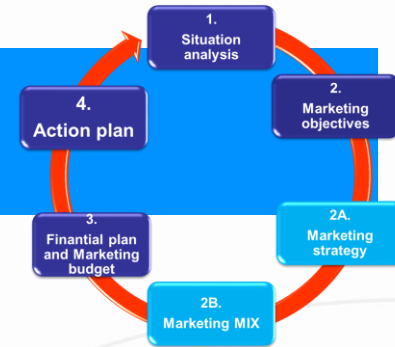 1.
Situation
analysis
2.
Marketing
objectives
2A.
Marketing
strategy
2B.
Marketing MIX
3.
Finantial plan
and Marketing
budget
4.
Action plan